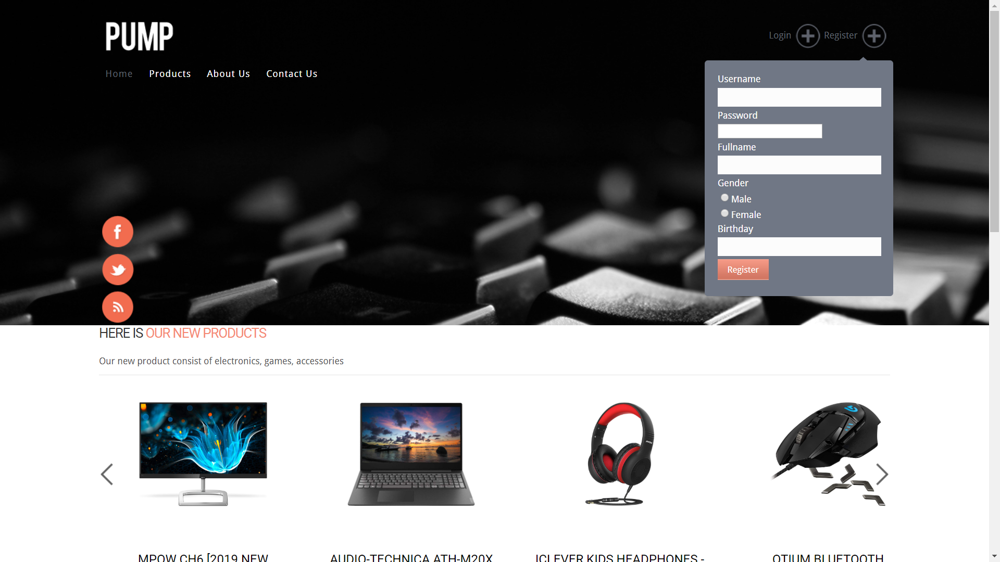 PUMP
Login
Register
Home
Products
About Us
Contact Us
Username
Password
Fullname
Gender
Male
Female
Birthday
Register
HERE IS OUR NEW PRODUCTS
Our new product consist of electronics, games, accessories
MPOW CH6 [2019 NEW
AUDIO-TECHNICA ATH-M20X
ICLEVER KIDS HEADPHONES -
OTIUM BLUETOOTH